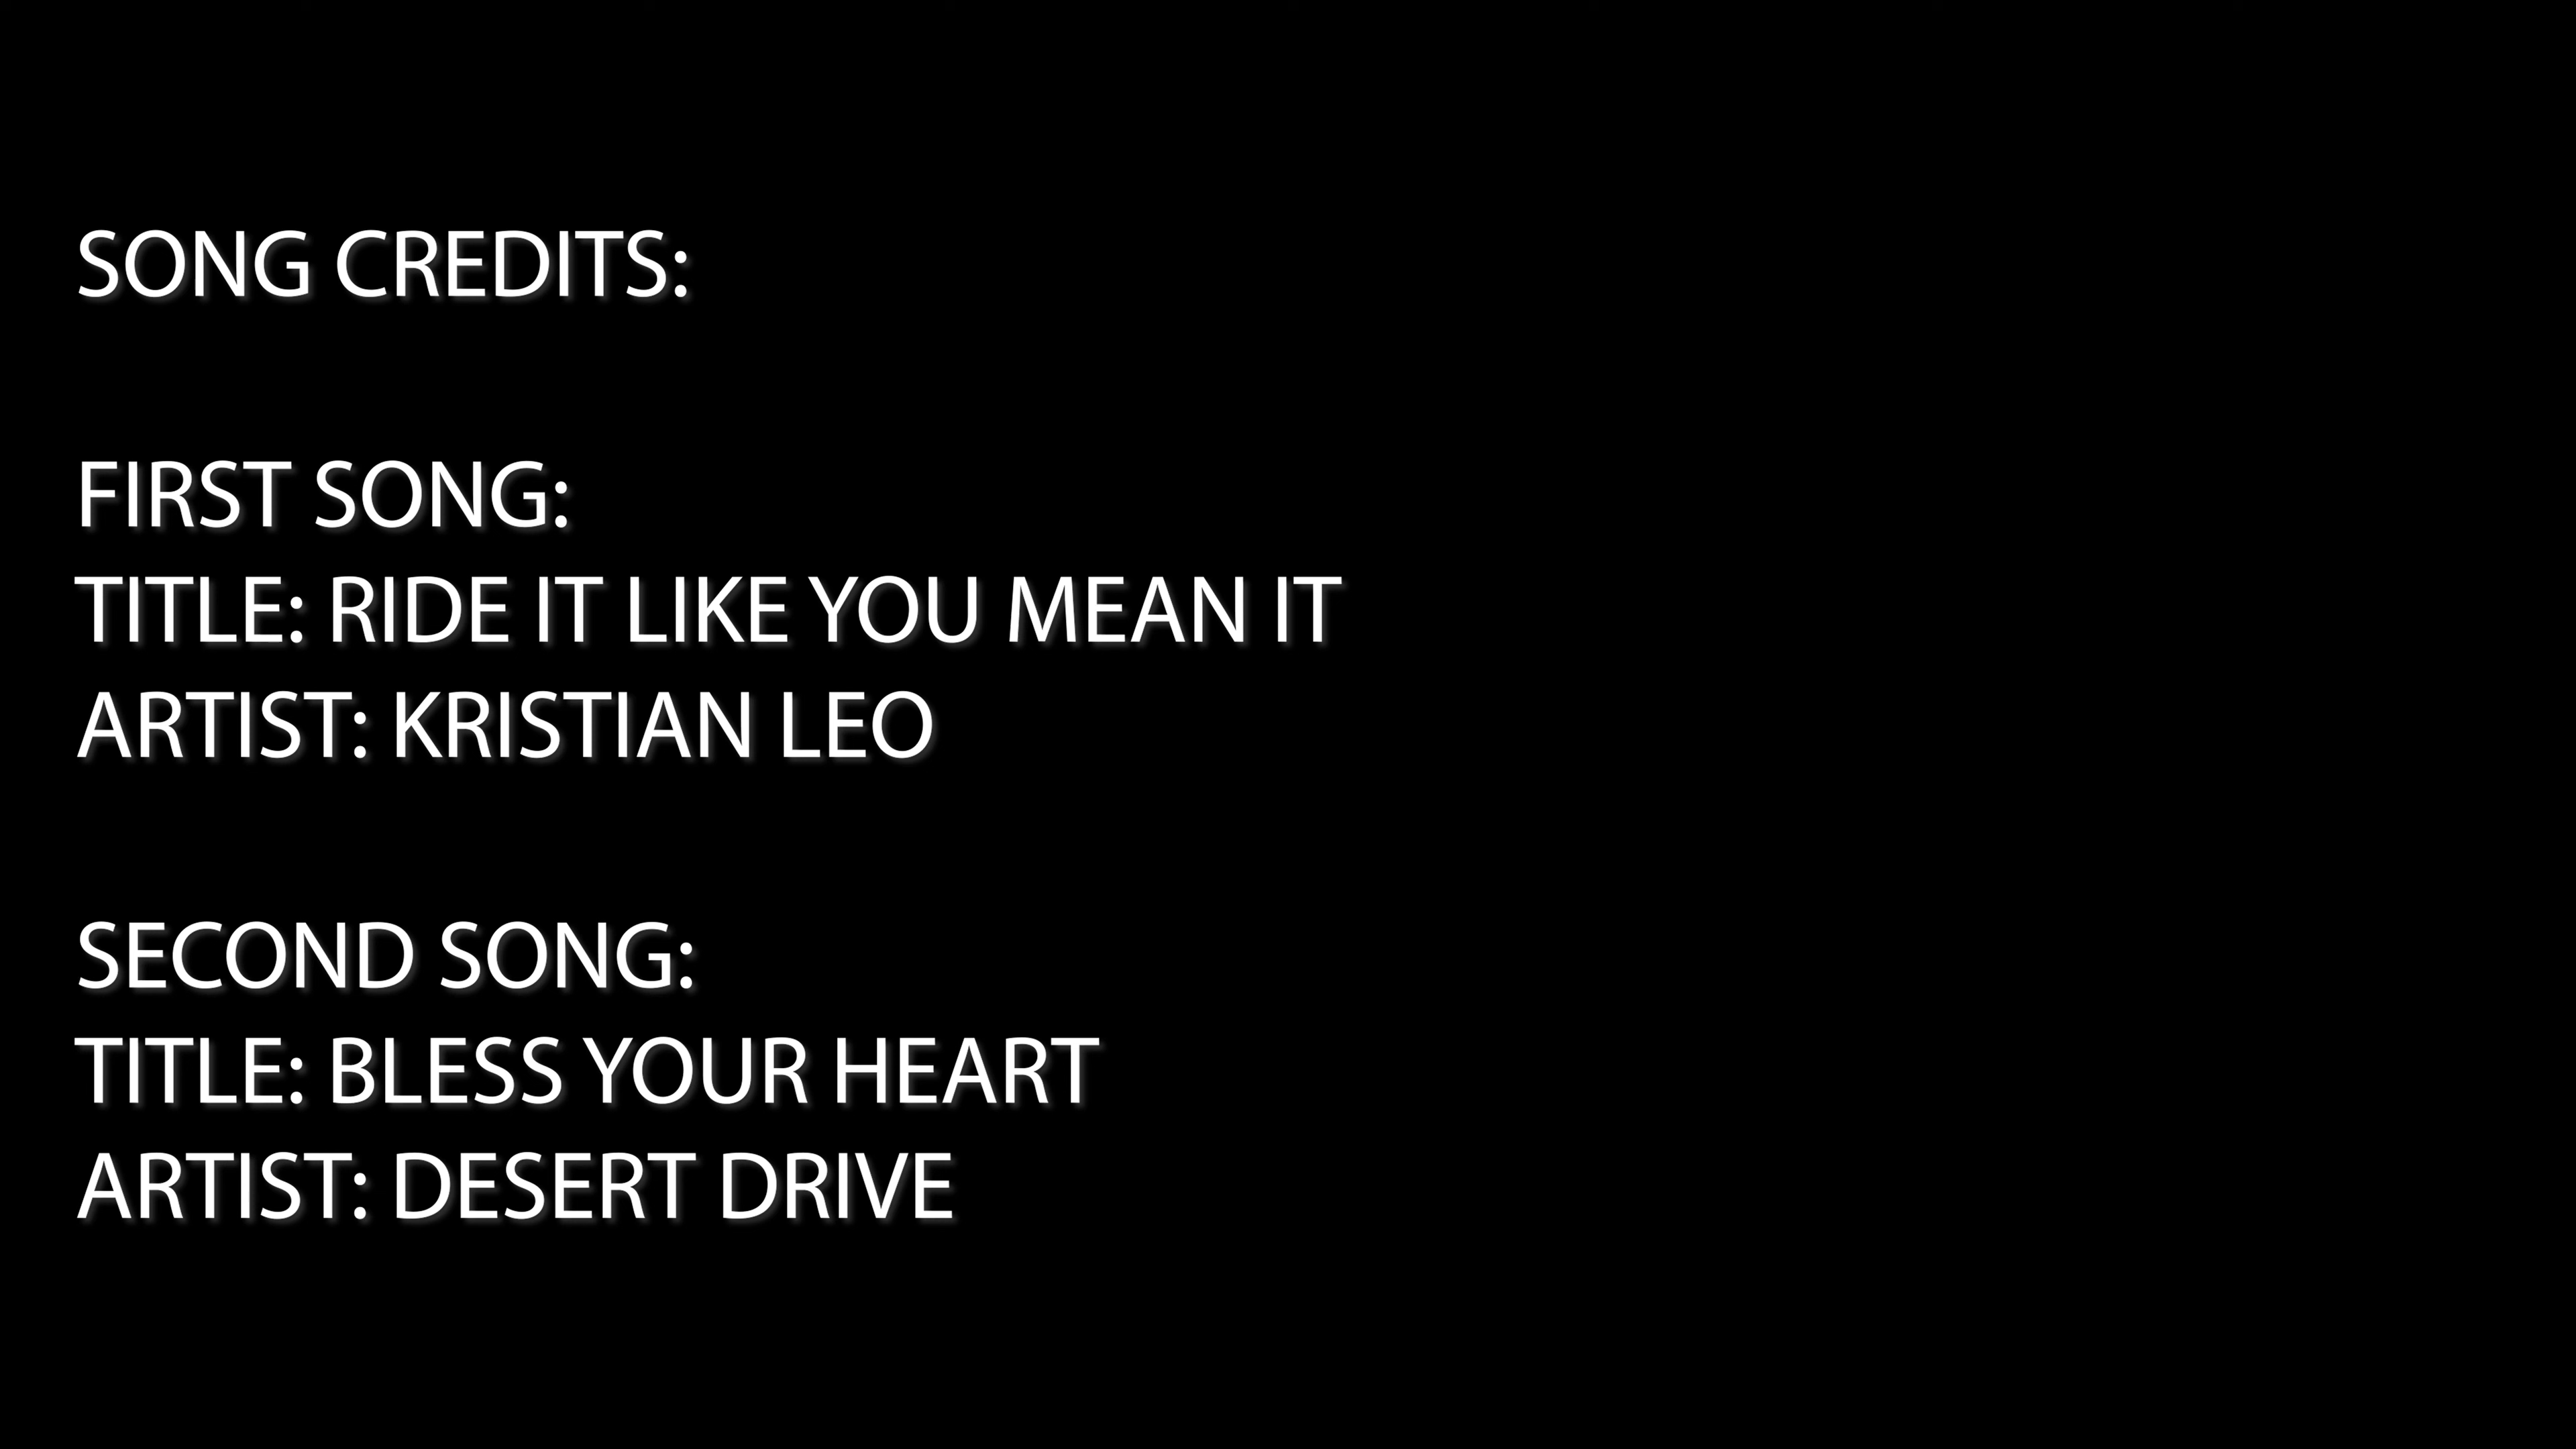 SONG CREDITS:
FIRST SONG:
TITLE: RIDE IT LIKE YOU MEAN IT
ARTIST: KRISTIAN LEO
SECOND SONG:
TITLE: BLESS YOUR HEART
ARTIST: DESERT DRIVE